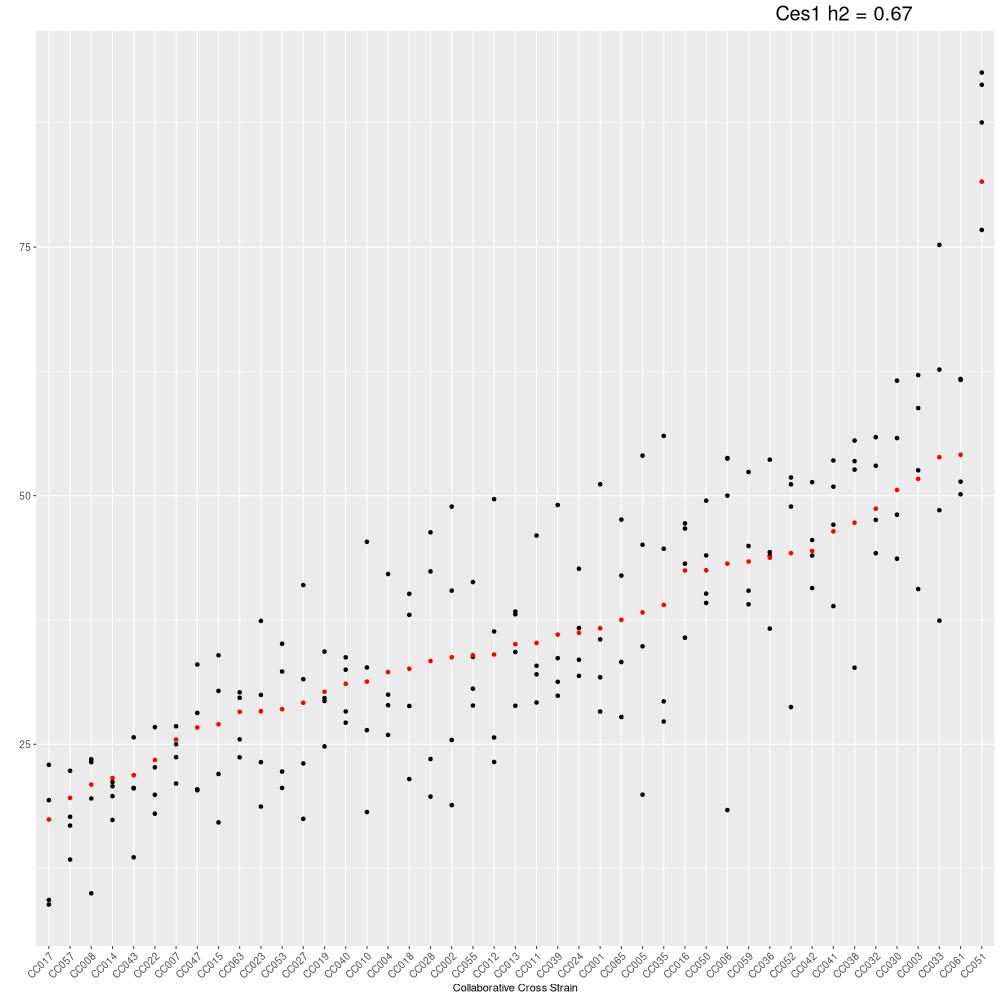 Ces1 h2 = 0.67
75
50
25
CC017
CC057
CC008
CC014
CC043
CC022
CC007
CC047
CC015
CC063
CC023
CC053
CC027
CC019
CC040
CC010
CC004
CC018
CC028
CC002
CC055
CC012
CC013
CC011
CC039
CC024
CC001
CC065
CC005
CC035
CC016
CC050
CC006
CC059
CC036
CC052
CC042
CC041
CC038
CC032
CC030
CC003
CC033
CC061
CC051
Collaborative Cross Strain